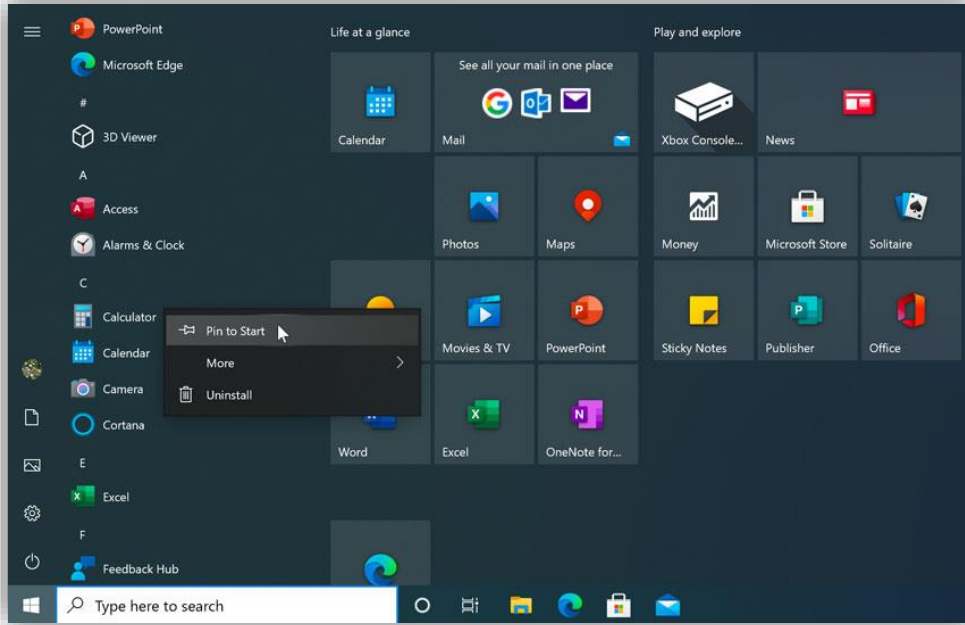 PowerPoint
Microsoft Edge
#
3D Viewer
A
Access
Alarms & Clock
C
Calculator
Calendar
Camera
Cortana
E
Excel
F
Feedback Hub
Pin to Start
More
Uninstall
Life at a glance
Calendar
See all your mail in one place
Mail
Photos
Maps
Movies & TV
PowerPoint
Word
Excel
OneNote for...
Play and explore
Xbox Console...
News
Money
Microsoft Store
Solitaire
Sticky Notes
Publisher
Office
Type here to search